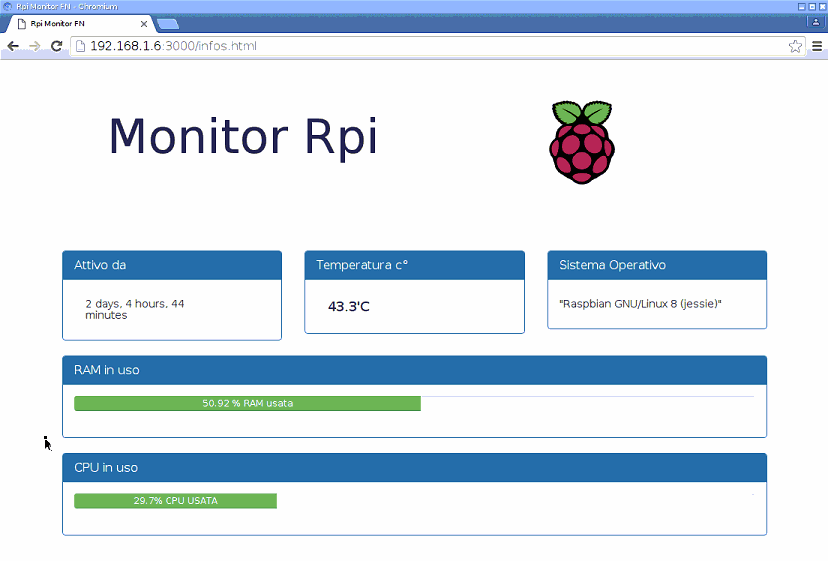 Rpi Monitor FN - Chromium
Rpi Monitor FN
192.168.1.6:3000/infos.html
Monitor Rpi
Attivo da
2 days, 4 hours, 44
minutes
Temperatura c°
43.3'C
Sistema Operativo
"Raspbian GNU/Linux 8 (jessie)"
RAM in uso
50.92 % RAM usata
CPU in uso
29.7% CPU USATA